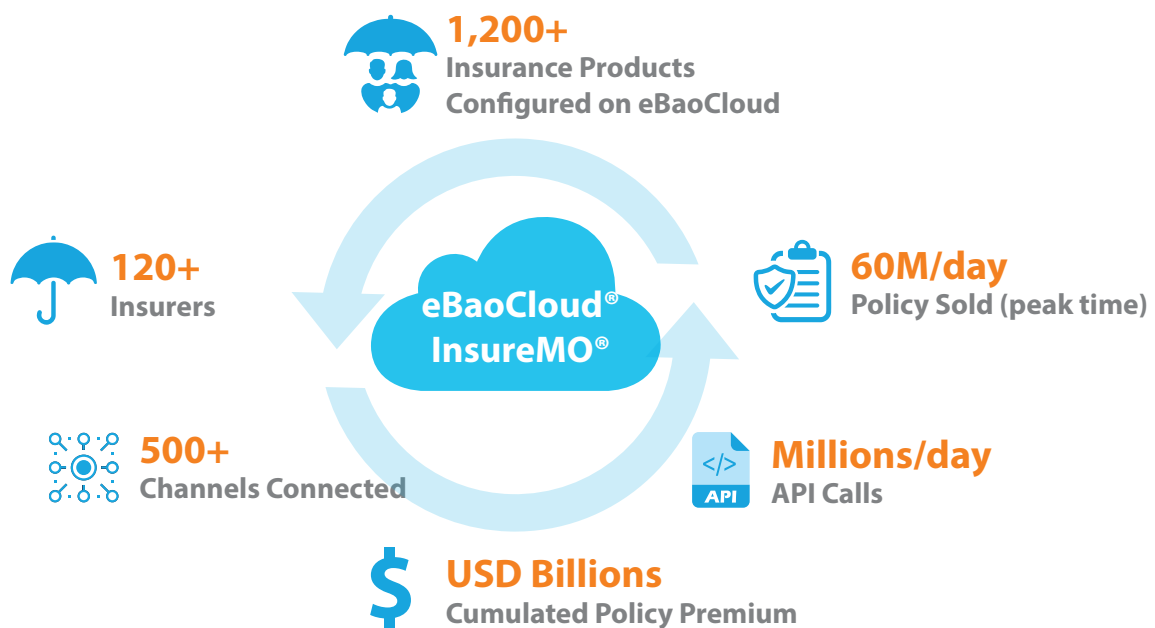 1,200+
Insurance Products
Configured on eBaoCloud
120+
Insurers
eBaoCloud®
InsureMO®
60M/day
Policy Sold (peak time)
500+
Channels Connected
</>
API
Millions/day
API Calls
$
USD Billions
Cumulated Policy Premium